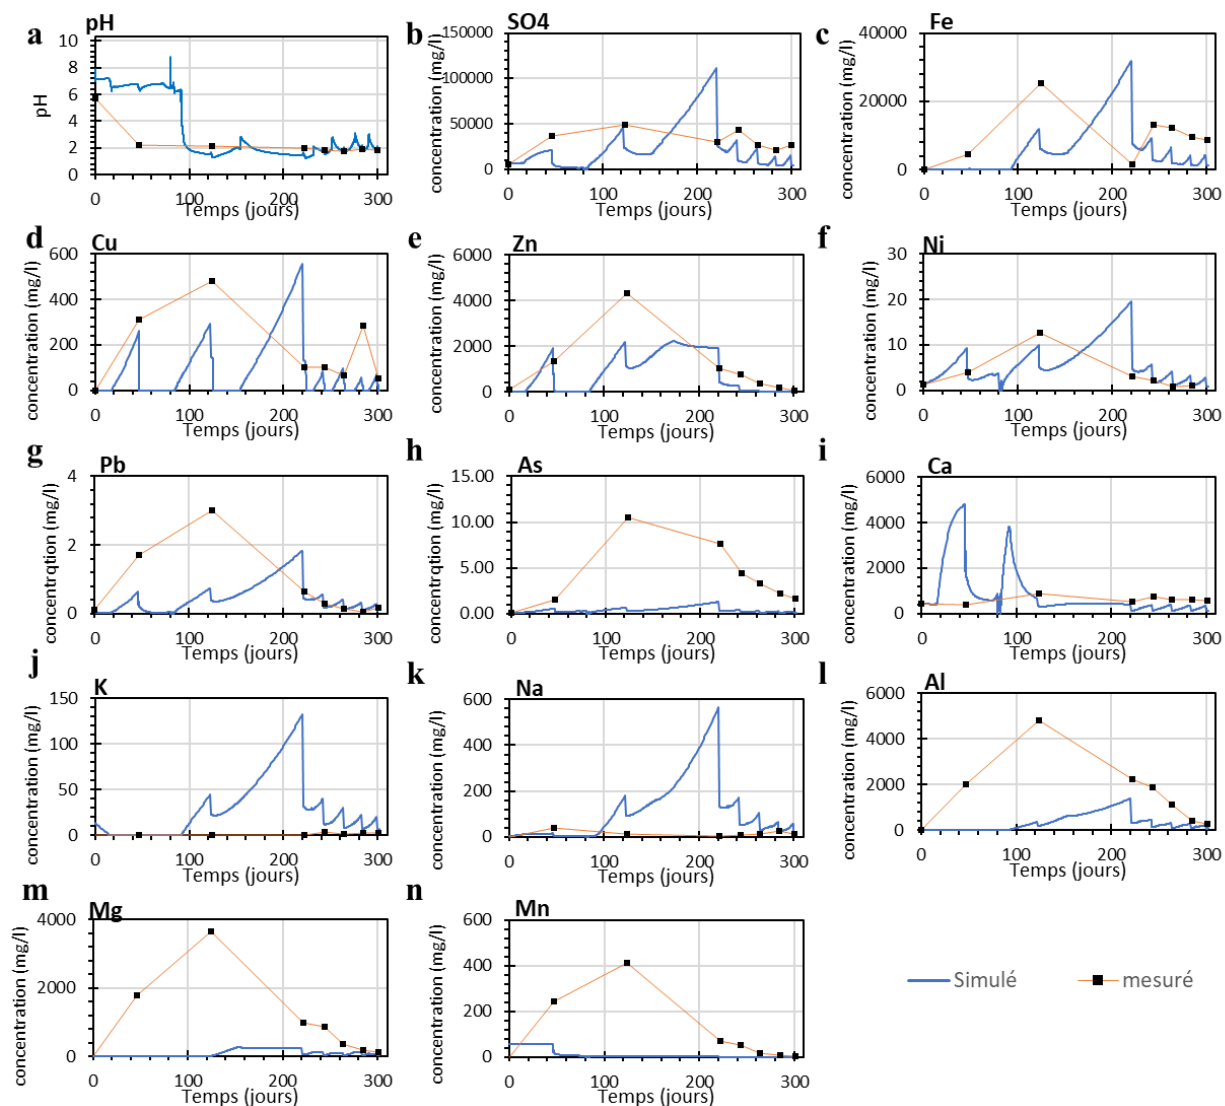 a pH
10
8
6
4
2
0
pH
0 100 200 300
Temps (jours)
b SO4
150000
100000
50000
0
concentration (mg/l)
0 100 200 300
Temps (jours)
c Fe
40000
20000
0
concentration (mg/l)
0 100 200 300
Temps (jours)
d Cu
600
400
200
0
concentration (mg/l)
0 100 200 300
Temps (jours)
e Zn
6000
4000
2000
0
concentration (mg/l)
0 100 200 300
Temps (jours)
f Ni
30
20
10
0
concentration (mg/l)
0 100 200 300
Temps (jours)
g Pb
4
2
0
concentrqtion (mg/l)
0 100 200 300
Temps (jours)
h As
15.00
10.00
5.00
0.00
concentration (mg/l)
0 100 200 300
Temps (jours)
i Ca
6000
4000
2000
0
concentration (mg/l)
0 100 200 300
Temps (jours)
j K
150
100
50
0
concentration (mg/l)
0 100 200 300
Temps (jours)
k Na
600
400
200
0
concentration (mg/l)
0 100 200 300
Temps (jours)
l Al
6000
4000
2000
0
concentration (mg/l)
0 100 200 300
Temps (jours)
m Mg
4000
2000
0
concentration (mg/l)
0 100 200 300
Temps (jours)
n Mn
600
400
200
0
concentration (mg/l)
0 100 200 300
Temps (jours)
Simulé mesuré